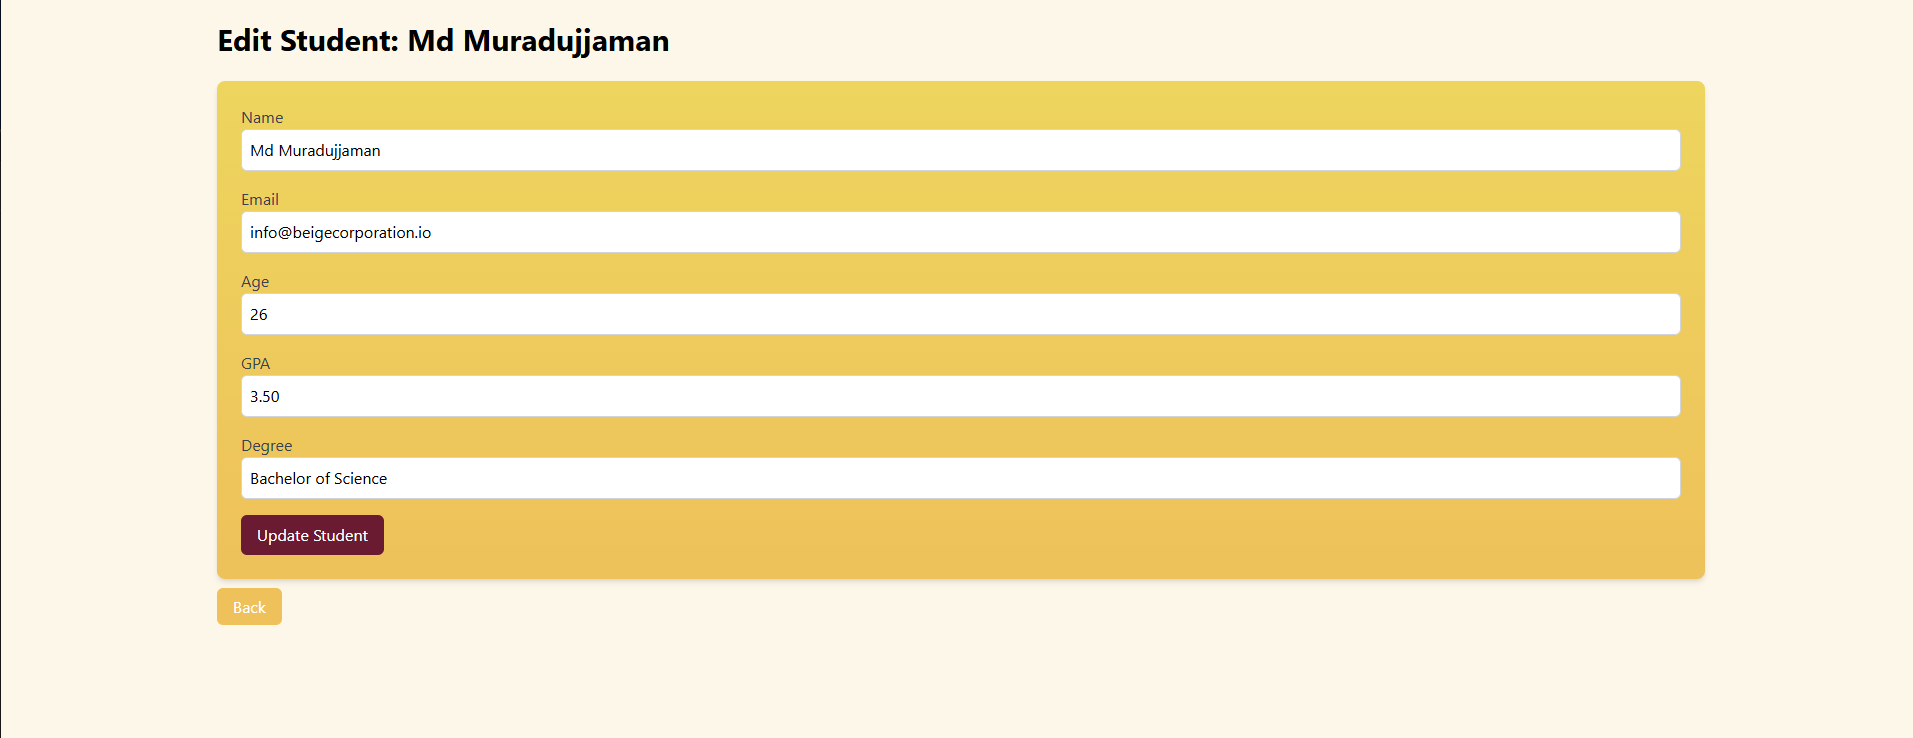 Edit Student: Md Muradujjaman
Name
Md Muradujjaman
Email
info@beigecorporation.io
Age
26
GPA
3.50
Degree
Bachelor of Science
Update Student
Back